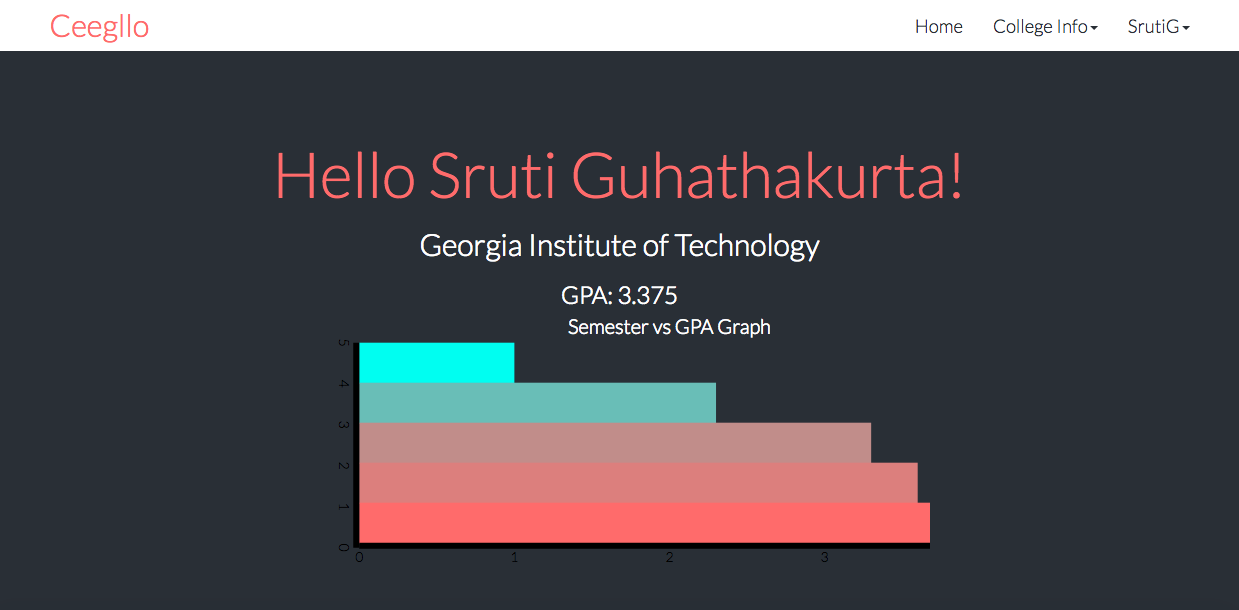 Ceegllo
Home College Info SrutiG
Hello Sruti Guhathakurta!
Georgia Institute of Technology
GPA: 3.375
Semester vs GPA Graph
5
4
3
2
1
0
0 1 2 3